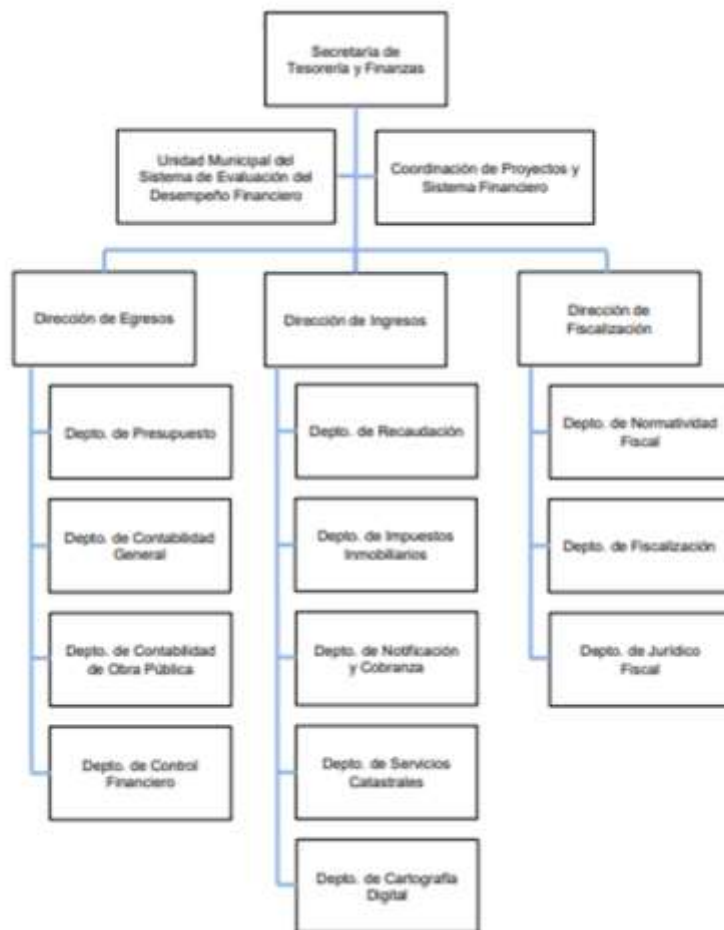 Secretaría de
Tesorería y Finanzas
Unidad Municipal del
Sistema de Evaluación del
Desempeño Financiero
Coordinación de Proyectos y
Sistema Financiero
Dirección de Egresos
Dirección de Ingresos
Dirección de
Fiscalización
Depto. de Presupuesto
Depto. de Contabilidad
General
Depto. de Contabilidad
de Obra Pública
Depto. de Control
Financiero
Depto. de Recaudación
Depto. de Impuestos
Inmobiliarios
Depto. de Notificación
y Cobranza
Depto. de Servicios
Catastrales
Depto. de Cartografía
Digital
Depto. de Normatividad
Fiscal
Depto. de Fiscalización
Depto. de Jurídico
Fiscal